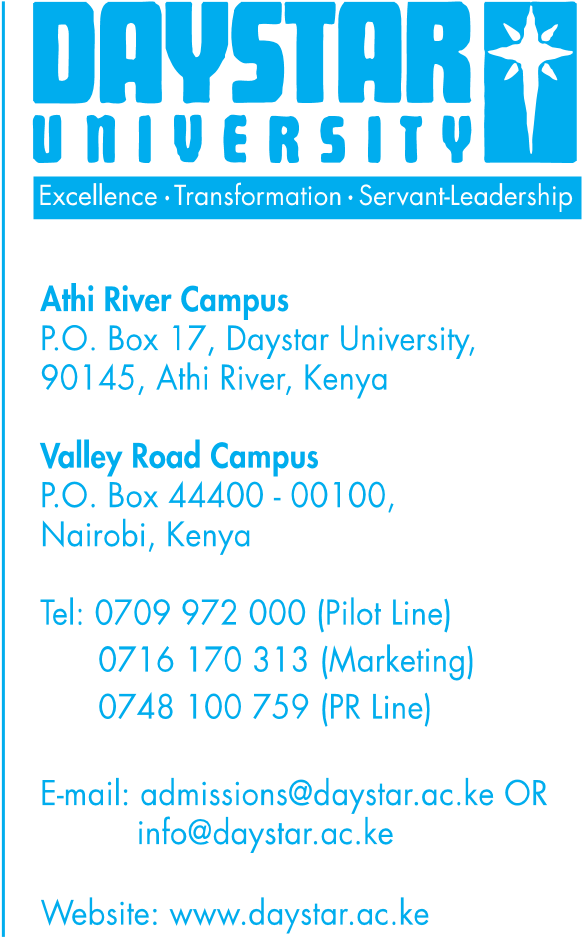 DAYSTAR
UNIVERSITY
Excellence · Transformation · Servant-Leadership
Athi River Campus
P.O. Box 17, Daystar University,
90145, Athi River, Kenya
Valley Road Campus
P.O. Box 44400 - 00100,
Nairobi, Kenya
Tel: 0709 972 000 (Pilot Line)
0716 170 313 (Marketing)
0748 100 759 (PR Line)
E-mail: admissions@daystar.ac.ke OR
info@daystar.ac.ke
Website: www.daystar.ac.ke